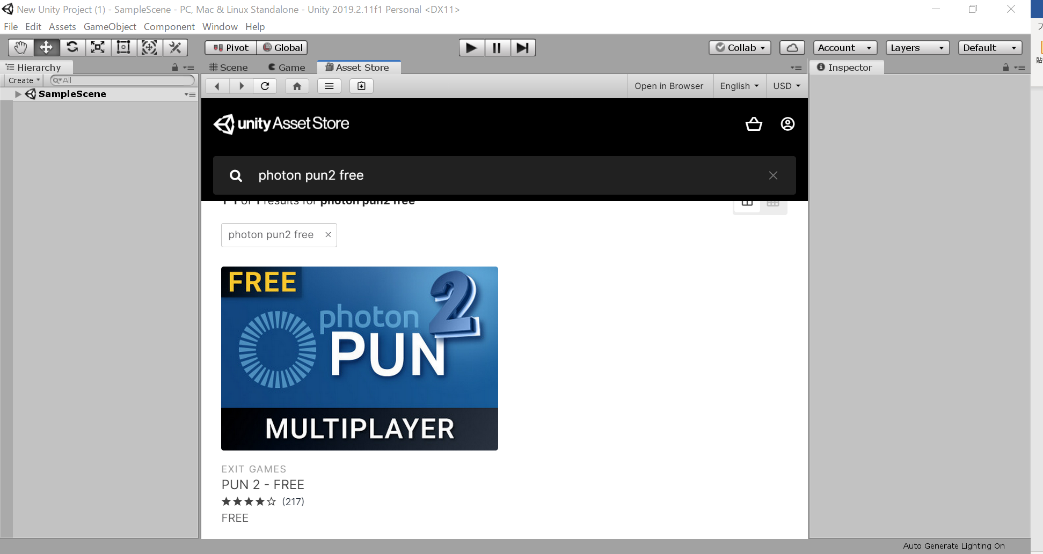 New Unity Project (1) - SampleScene - PC, Mac & Linux Standalone - Unity 2019.2.11f1 Personal <DX11>
File Edit Assets GameObject Component Window Help
Pivot Global Collab Account Layers Default
Hierarchy Scene Game Asset Store Inspector
Create All Open in Browser English USD
SampleScene
unity Asset Store
photon pun2 free
1-1 of 1 results for photon pun2 free
photon pun2 free
FREE
photon 2
PUN
MULTIPLAYER
EXIT GAMES
PUN 2 - FREE
(217)
FREE
Auto Generate Lighting On